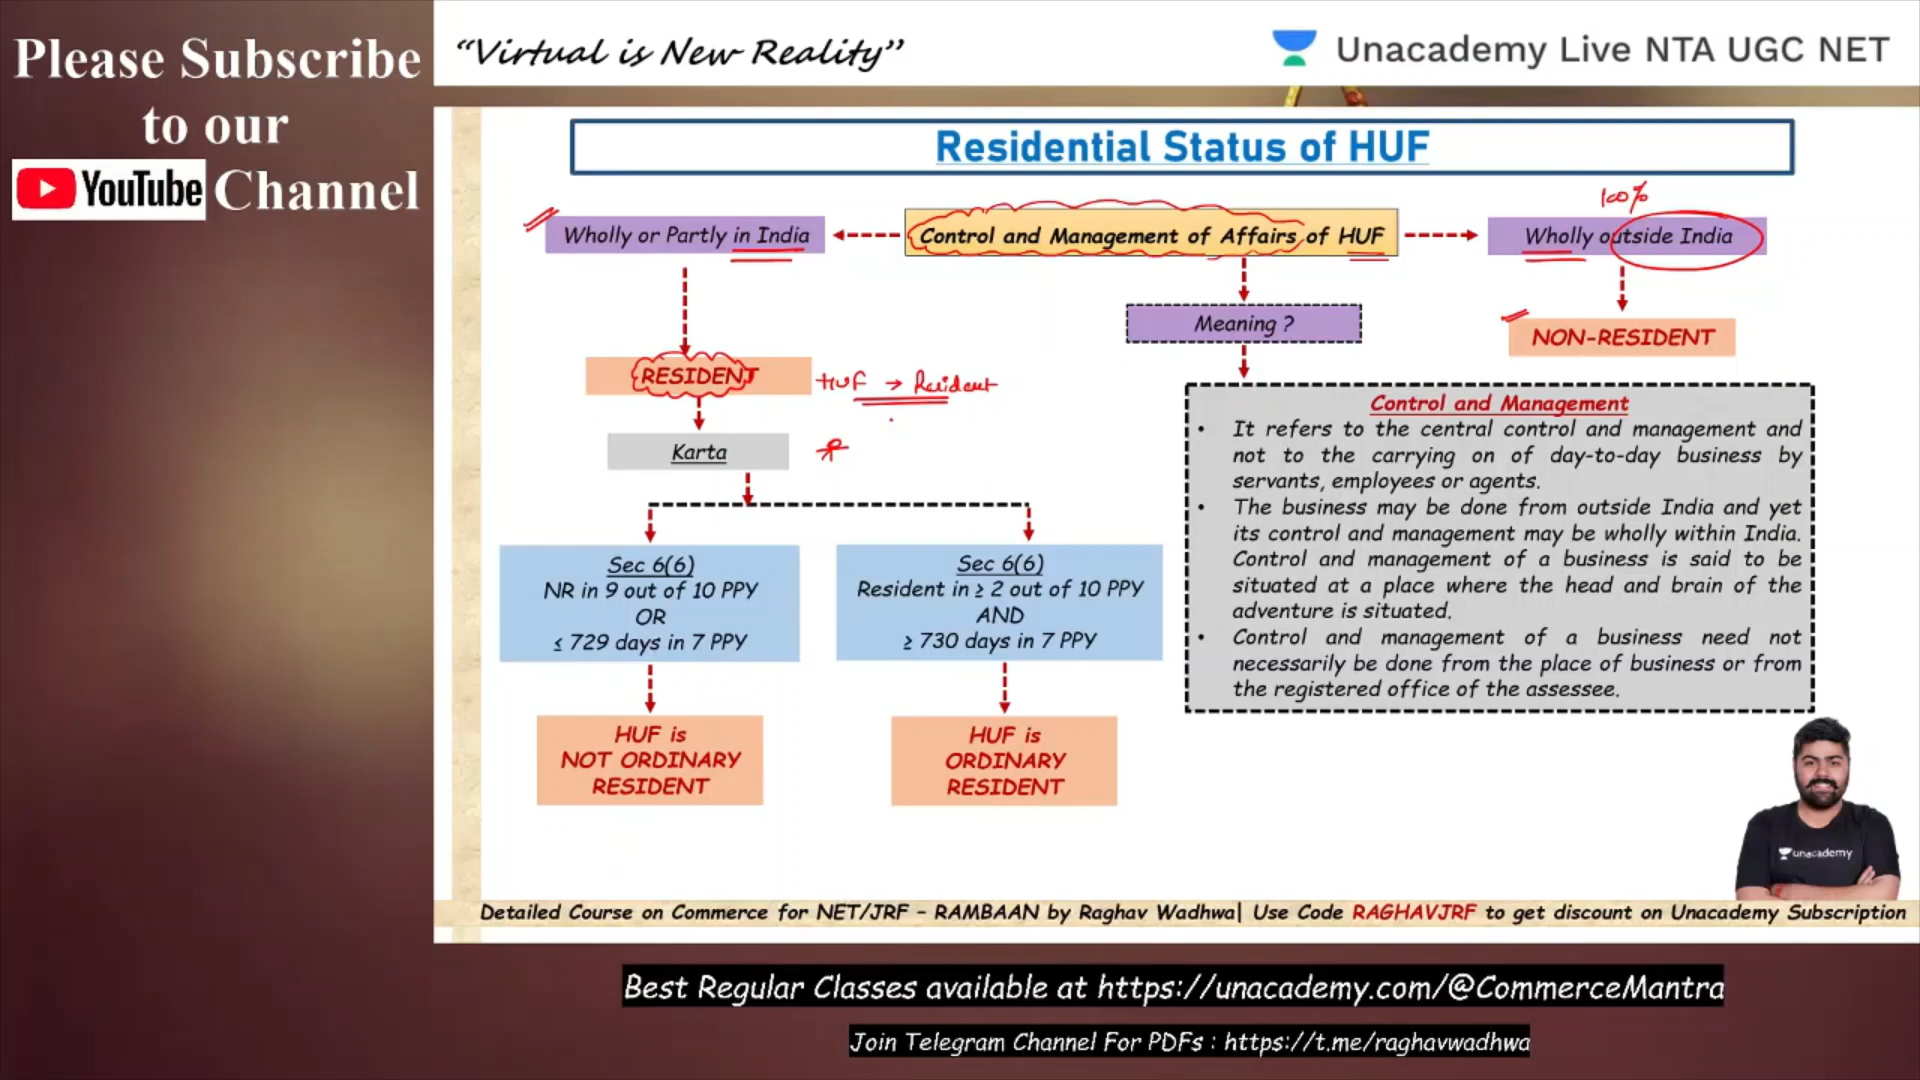 Please Subscribe
to our
YouTube Channel
“Virtual is New Reality”
Unacademy Live NTA UGC NET
Residential Status of HUF
100%
Wholly or Partly in India
Control and Management of Affairs of HUF
Wholly outside India
Meaning ?
NON-RESIDENT
RESIDENT
HUF → Resident
Karta
Control and Management
• It refers to the central control and management and
not to the carrying on of day-to-day business by
servants, employees or agents.
• The business may be done from outside India and yet
its control and management may be wholly within India.
Control and management of a business is said to be
situated at a place where the head and brain of the
adventure is situated.
• Control and management of a business need not
necessarily be done from the place of business or from
the registered office of the assessee.
Sec 6(6)
NR in 9 out of 10 PPY
OR
≤ 729 days in 7 PPY
Sec 6(6)
Resident in ≥ 2 out of 10 PPY
AND
≥ 730 days in 7 PPY
HUF is
NOT ORDINARY
RESIDENT
HUF is
ORDINARY
RESIDENT
unacademy
Detailed Course on Commerce for NET/JRF – RAMBAAN by Raghav Wadhwa| Use Code RAGHAVJRF to get discount on Unacademy Subscription
Best Regular Classes available at https://unacademy.com/@CommerceMantra
Join Telegram Channel For PDFs : https://t.me/raghavwadhwa